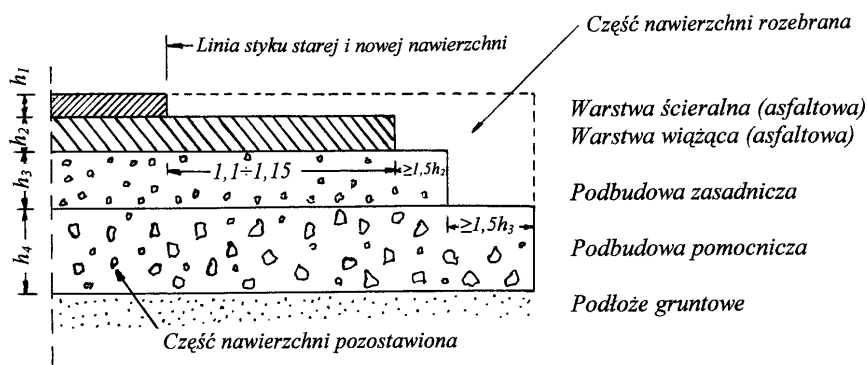 Linia styku starej i nowej nawierzchni
Część nawierzchni rozebrana
h1
h2
h3
h4
Warstwa ścieralna (asfaltowa)
Warstwa wiążąca (asfaltowa)
1,1÷1,15
≥1,5h2
Podbudowa zasadnicza
≥1,5h3
Podbudowa pomocnicza
Podłoże gruntowe
Część nawierzchni pozostawiona